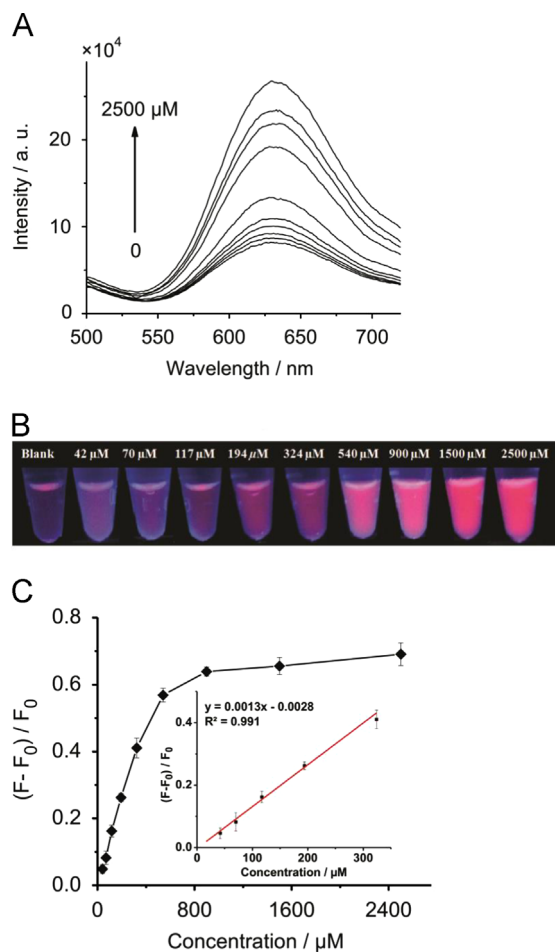 A
×10⁴
2500 µM
0
20
10
0
Intensity / a. u.
500 550 600 650 700
Wavelength / nm
B
Blank 42 µM 70 µM 117µM 194 µM 324 µM 540 µM 900 µM 1500 µM 2500 µM
C
0.8
0.6
0.4
0.2
0.0
(F- F₀) / F₀
y = 0.0013x - 0.0028
R² = 0.991
0.4
0.2
0.0
(F-F₀) / F₀
0 100 200 300
Concentration / µM
0 800 1600 2400
Concentration / µM